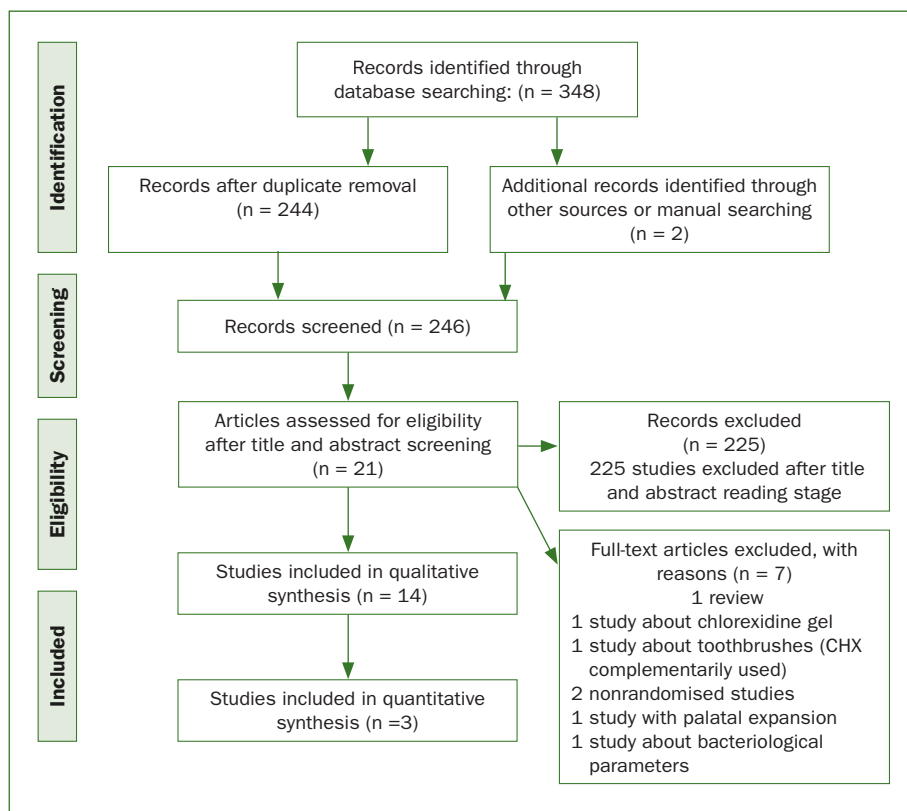 Identification
Records identified through
database searching: (n = 348)
Records after duplicate removal
(n = 244)
Additional records identified through
other sources or manual searching
(n = 2)
Screening
Records screened (n = 246)
Eligibility
Articles assessed for eligibility
after title and abstract screening
(n = 21)
Records excluded
(n = 225)
225 studies excluded after title
and abstract reading stage
Full-text articles excluded, with
reasons (n = 7)
1 review
1 study about chlorexidine gel
1 study about toothbrushes (CHX
complementarily used)
2 nonrandomised studies
1 study with palatal expansion
1 study about bacteriological
parameters
Included
Studies included in qualitative
synthesis (n = 14)
Studies included in quantitative
synthesis (n =3)